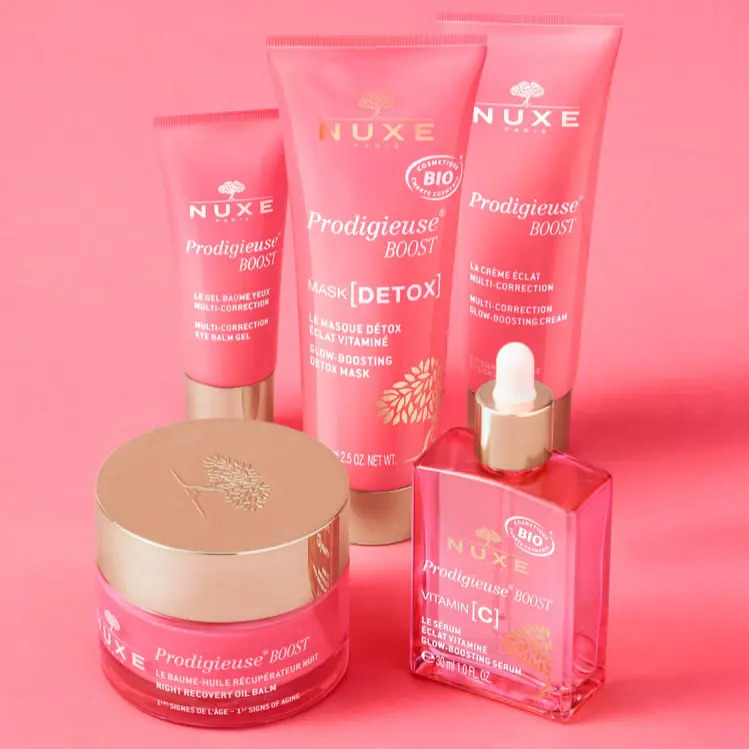 NUXE
PARIS
Prodigieuse®
BOOST
LE GEL BAUME YEUX
MULTI-CORRECTION
MULTI-CORRECTION
EYE BALM GEL
NUXE
PARIS
COSMETIQUE
BIO
CHARTE COSMEBIO
Prodigieuse®
BOOST
MASK [DETOX]
LE MASQUE DÉTOX
ÉCLAT VITAMINÉ
GLOW-BOOSTING
DETOX MASK
2.5 OZ. NET WT.
NUXE
PARIS
Prodigieuse®
BOOST
LA CRÈME ÉCLAT
MULTI-CORRECTION
MULTI-CORRECTION
GLOW-BOOSTING CREAM
NUXE
Prodigieuse® BOOST
LE BAUME-HUILE RÉCUPÉRATEUR NUIT
NIGHT RECOVERY OIL BALM
1ERS SIGNES DE L'ÂGE - 1ST SIGNS OF AGING
COSMETIQUE
BIO
NUXE
Prodigieuse® BOOST
VITAMIN [C]
LE SÉRUM
ÉCLAT VITAMINÉ
GLOW-BOOSTING SERUM
℮ 30 ml 1.0 FL. OZ.